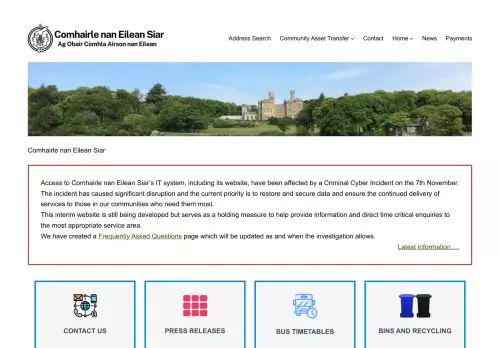 Comhairle nan Eilean Siar
Ag Obair Còmhla Airson nan Eilean
Address Search Community Asset Transfer Contact Home News Payments
Comhairle nan Eilean Siar
Access to Comhairle nan Eilean Siar's IT system, including its website, have been affected by a Criminal Cyber Incident on the 7th November.
The incident has caused significant disruption and the current priority is to restore and secure data and ensure the continued delivery of
services to those in our communities who need them most.
This interim website is still being developed but serves as a holding measure to help provide information and direct time critical enquiries to
the most appropriate service area.
We have created a Frequently Asked Questions page which will be updated as and when the investigation allows.
Latest information.....
CONTACT US PRESS RELEASES BUS TIMETABLES BINS AND RECYCLING